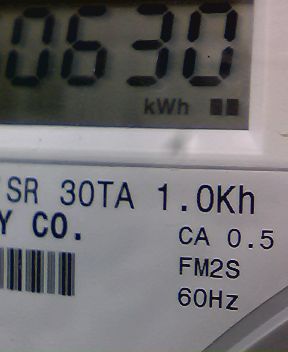 0630
kWh
SR 30TA 1.0Kh
Y CO.
CA 0.5
FM2S
60Hz